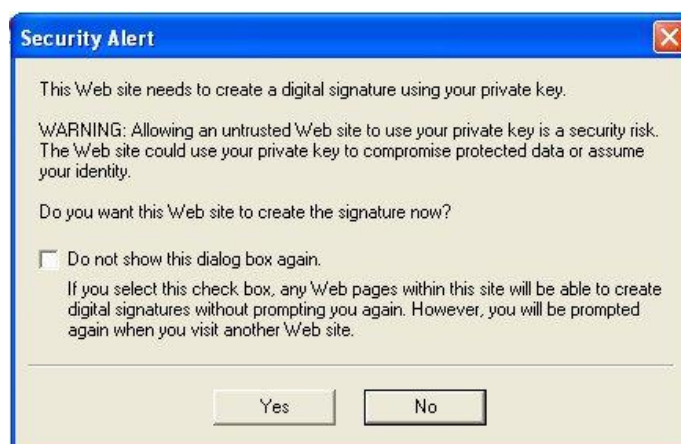 Security Alert
This Web site needs to create a digital signature using your private key.
WARNING: Allowing an untrusted Web site to use your private key is a security risk.
The Web site could use your private key to compromise protected data or assume
your identity.
Do you want this Web site to create the signature now?
Do not show this dialog box again.
If you select this check box, any Web pages within this site will be able to create
digital signatures without prompting you again. However, you will be prompted
again when you visit another Web site.
Yes No